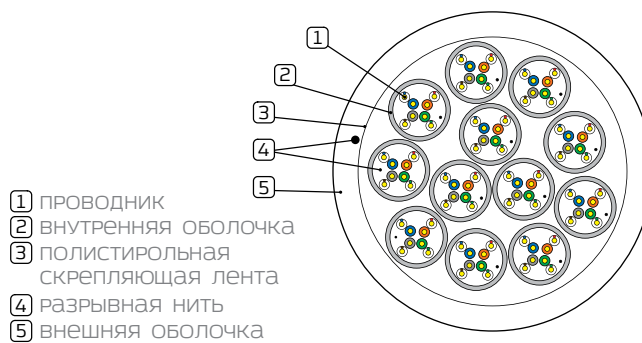 1
2
3
4
5
1 ПРОВОДНИК
2 ВНУТРЕННЯЯ ОБОЛОЧКА
3 ПОЛИСТИРОЛЬНАЯ
СКРЕПЛЯЮЩАЯ ЛЕНТА
4 РАЗРЫВНАЯ НИТЬ
5 ВНЕШНЯЯ ОБОЛОЧКА